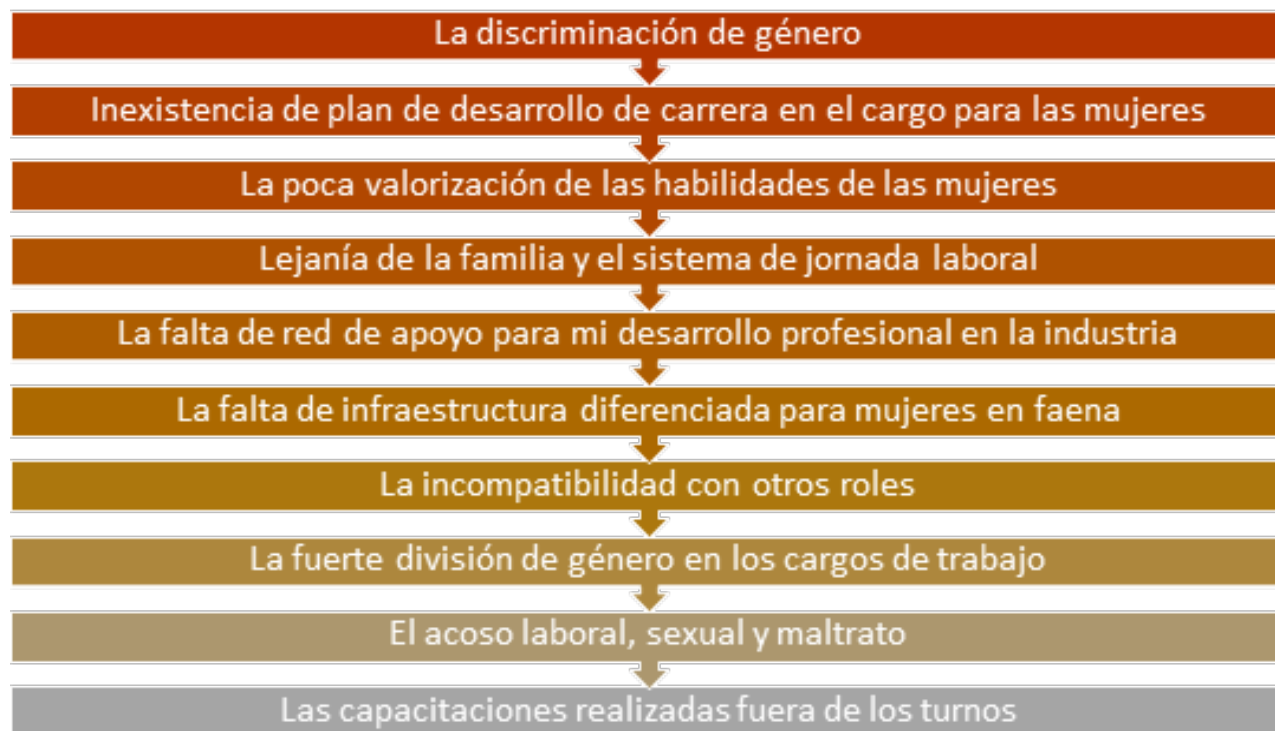 La discriminación de género
Inexistencia de plan de desarrollo de carrera en el cargo para las mujeres
La poca valorización de las habilidades de las mujeres
Lejanía de la familia y el sistema de jornada laboral
La falta de red de apoyo para mi desarrollo profesional en la industria
La falta de infraestructura diferenciada para mujeres en faena
La incompatibilidad con otros roles
La fuerte división de género en los cargos de trabajo
El acoso laboral, sexual y maltrato
Las capacitaciones realizadas fuera de los turnos